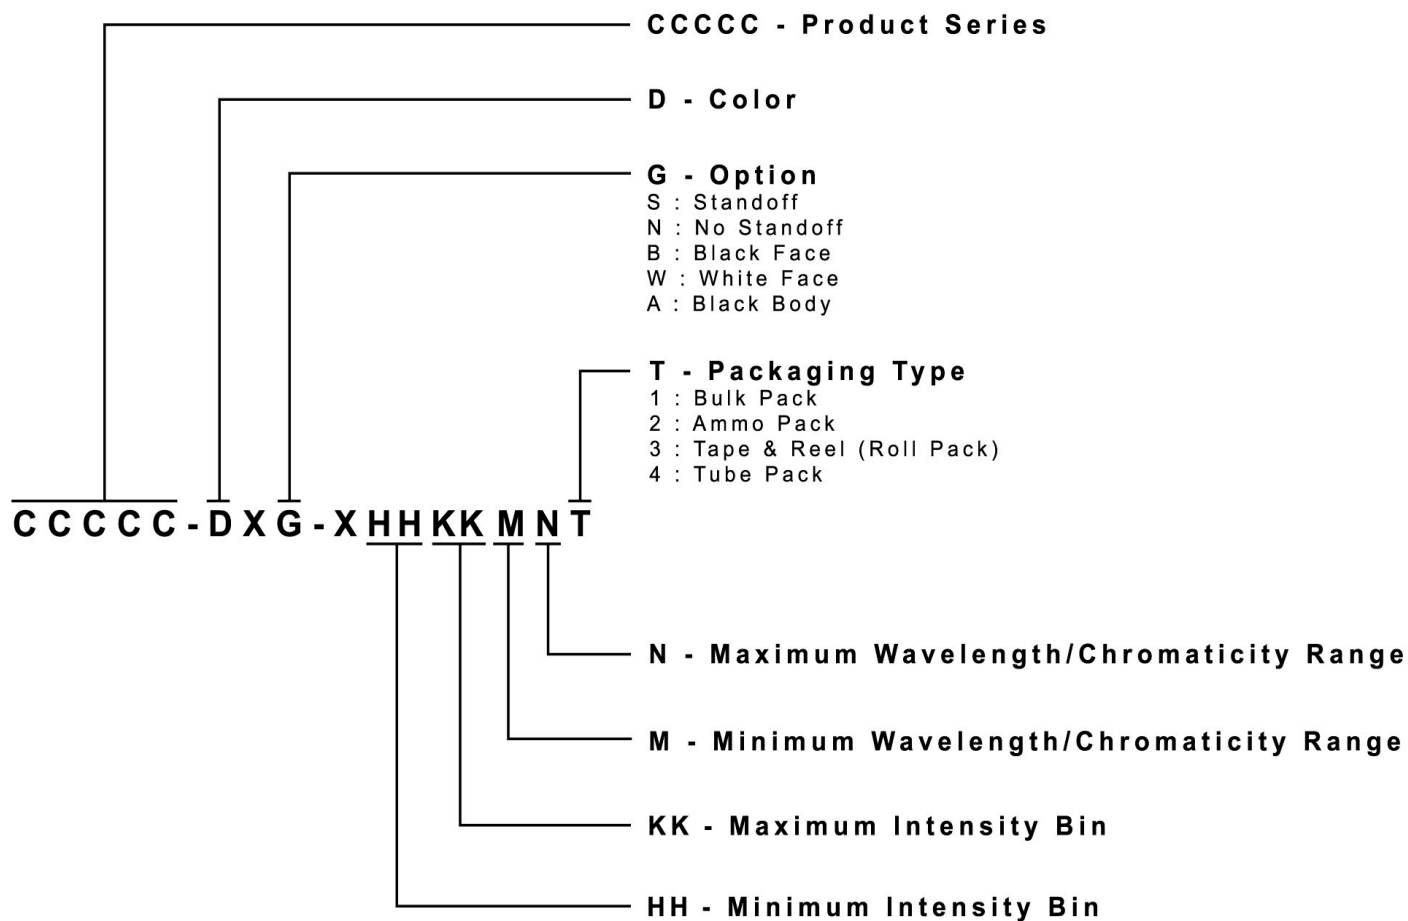 CCCCC - Product Series
D - Color
G - Option
S : Standoff
N : No Standoff
B : Black Face
W : White Face
A : Black Body
T - Packaging Type
1 : Bulk Pack
2 : Ammo Pack
3 : Tape & Reel (Roll Pack)
4 : Tube Pack
CCCCC-DXG-XHHKKMNT
N - Maximum Wavelength/Chromaticity Range
M - Minimum Wavelength/Chromaticity Range
KK - Maximum Intensity Bin
HH - Minimum Intensity Bin